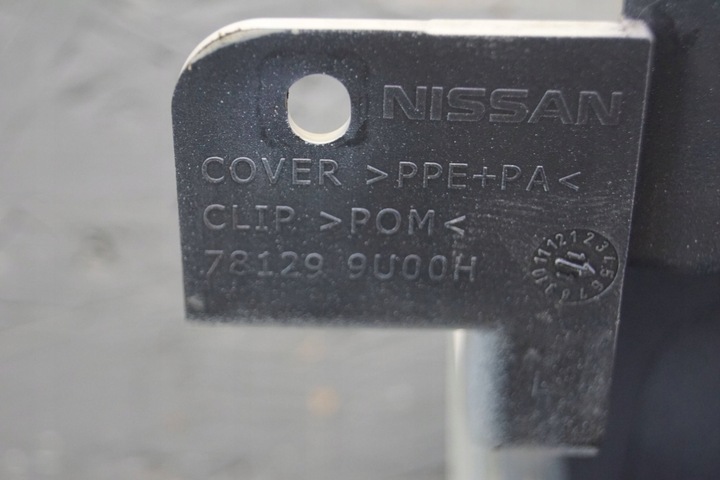 NISSAN
COVER >PPE+PA<
CLIP >POM<
78129 9U00H